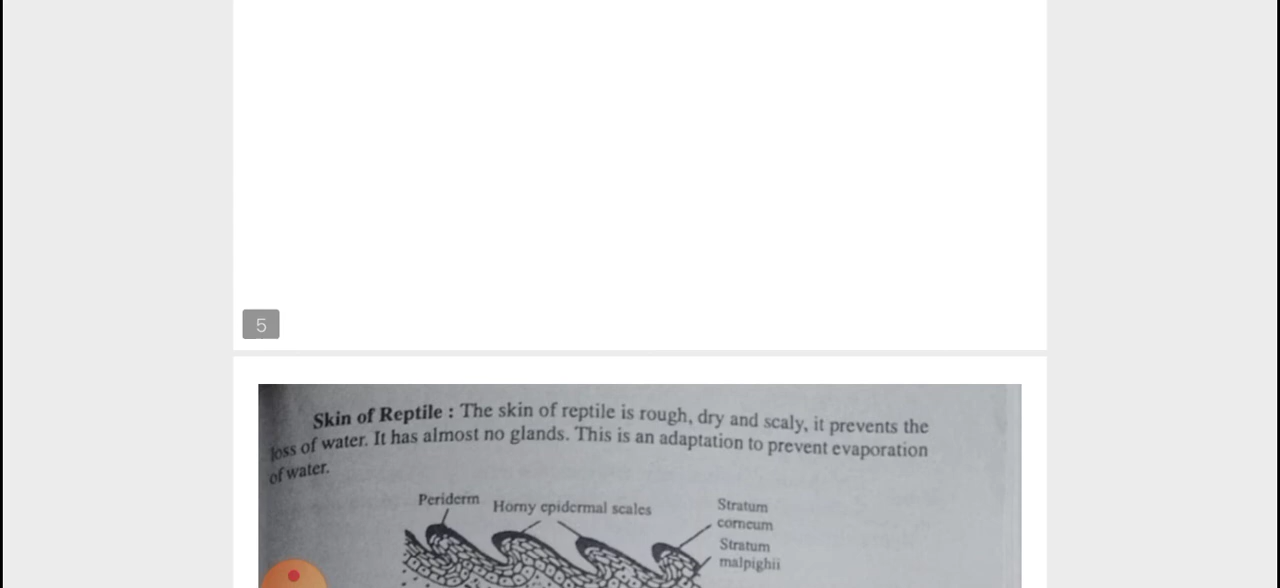 5
Skin of Reptile : The skin of reptile is rough, dry and scaly, it prevents the
loss of water. It has almost no glands. This is an adaptation to prevent evaporation
of water.
Periderm
Horny epidermal scales
Stratum
corneum
Stratum
malpighii